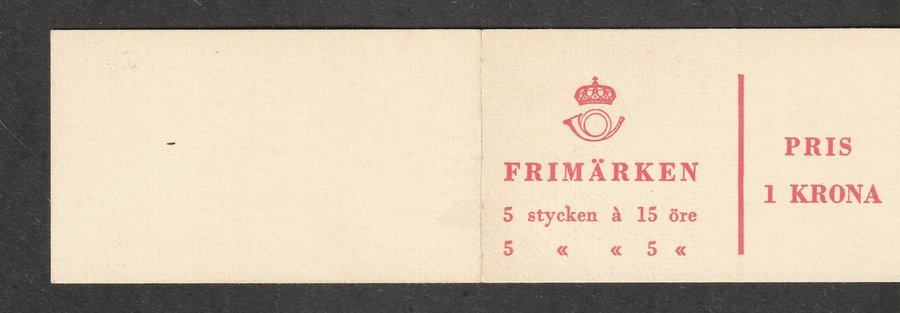 FRIMÄRKEN
5 stycken à 15 öre
5 « « 5 «
PRIS
1 KRONA